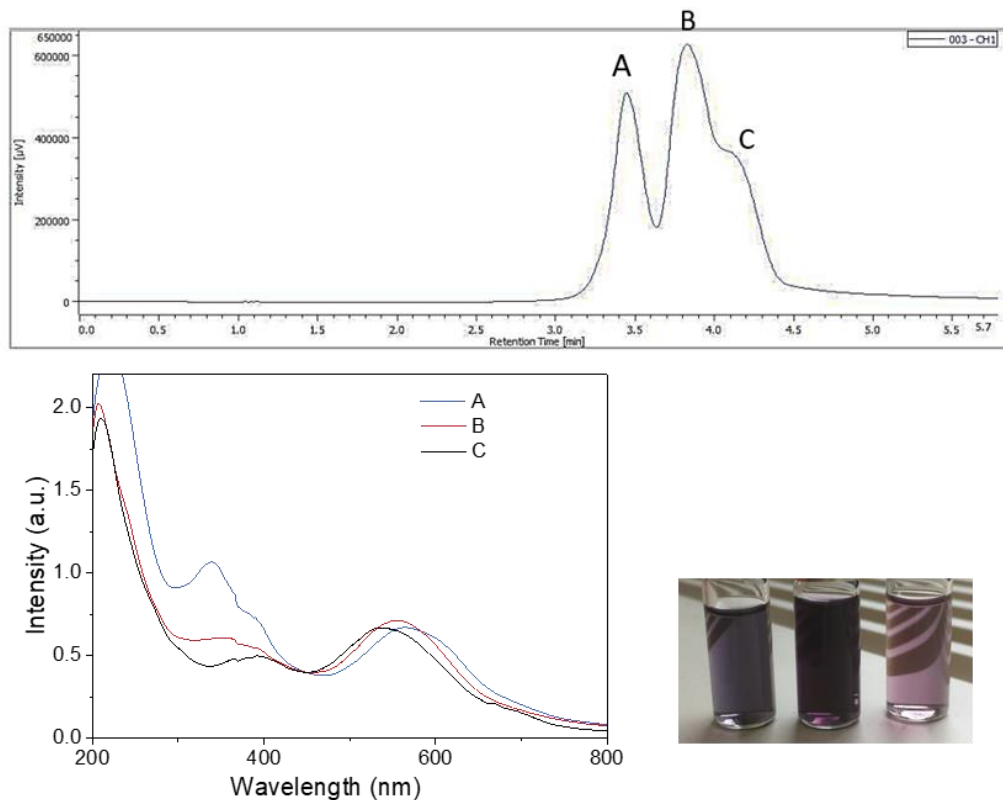 B
A
C
003 - CH1
650000
600000
400000
200000
0
Intensity [µV]
0.0 0.5 1.0 1.5 2.0 2.5 3.0 3.5 4.0 4.5 5.0 5.5 5.7
Retention Time [min]
A
B
C
2.0
1.5
1.0
0.5
0.0
Intensity (a.u.)
200 400 600 800
Wavelength (nm)